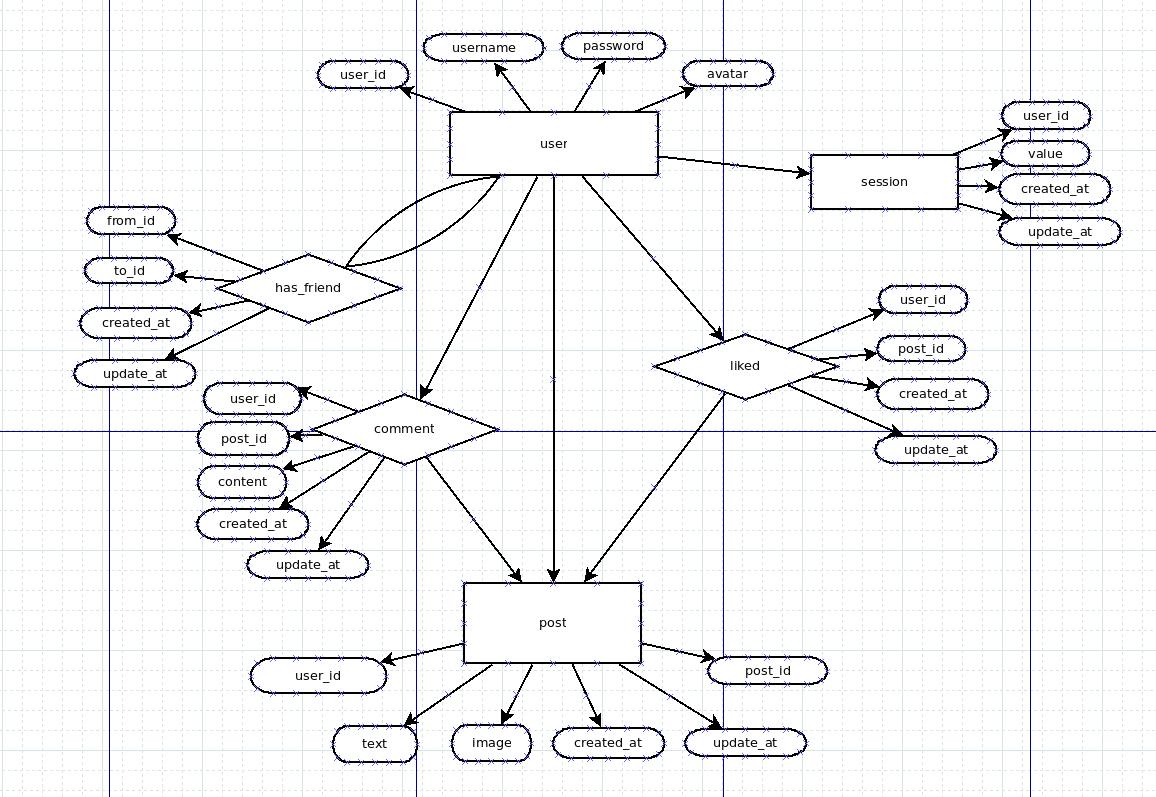 username
password
user_id
avatar
user
user_id
value
session
created_at
update_at
from_id
to_id
has_friend
created_at
update_at
user_id
post_id
liked
created_at
update_at
user_id
comment
post_id
content
created_at
update_at
post
user_id
post_id
text
image
created_at
update_at